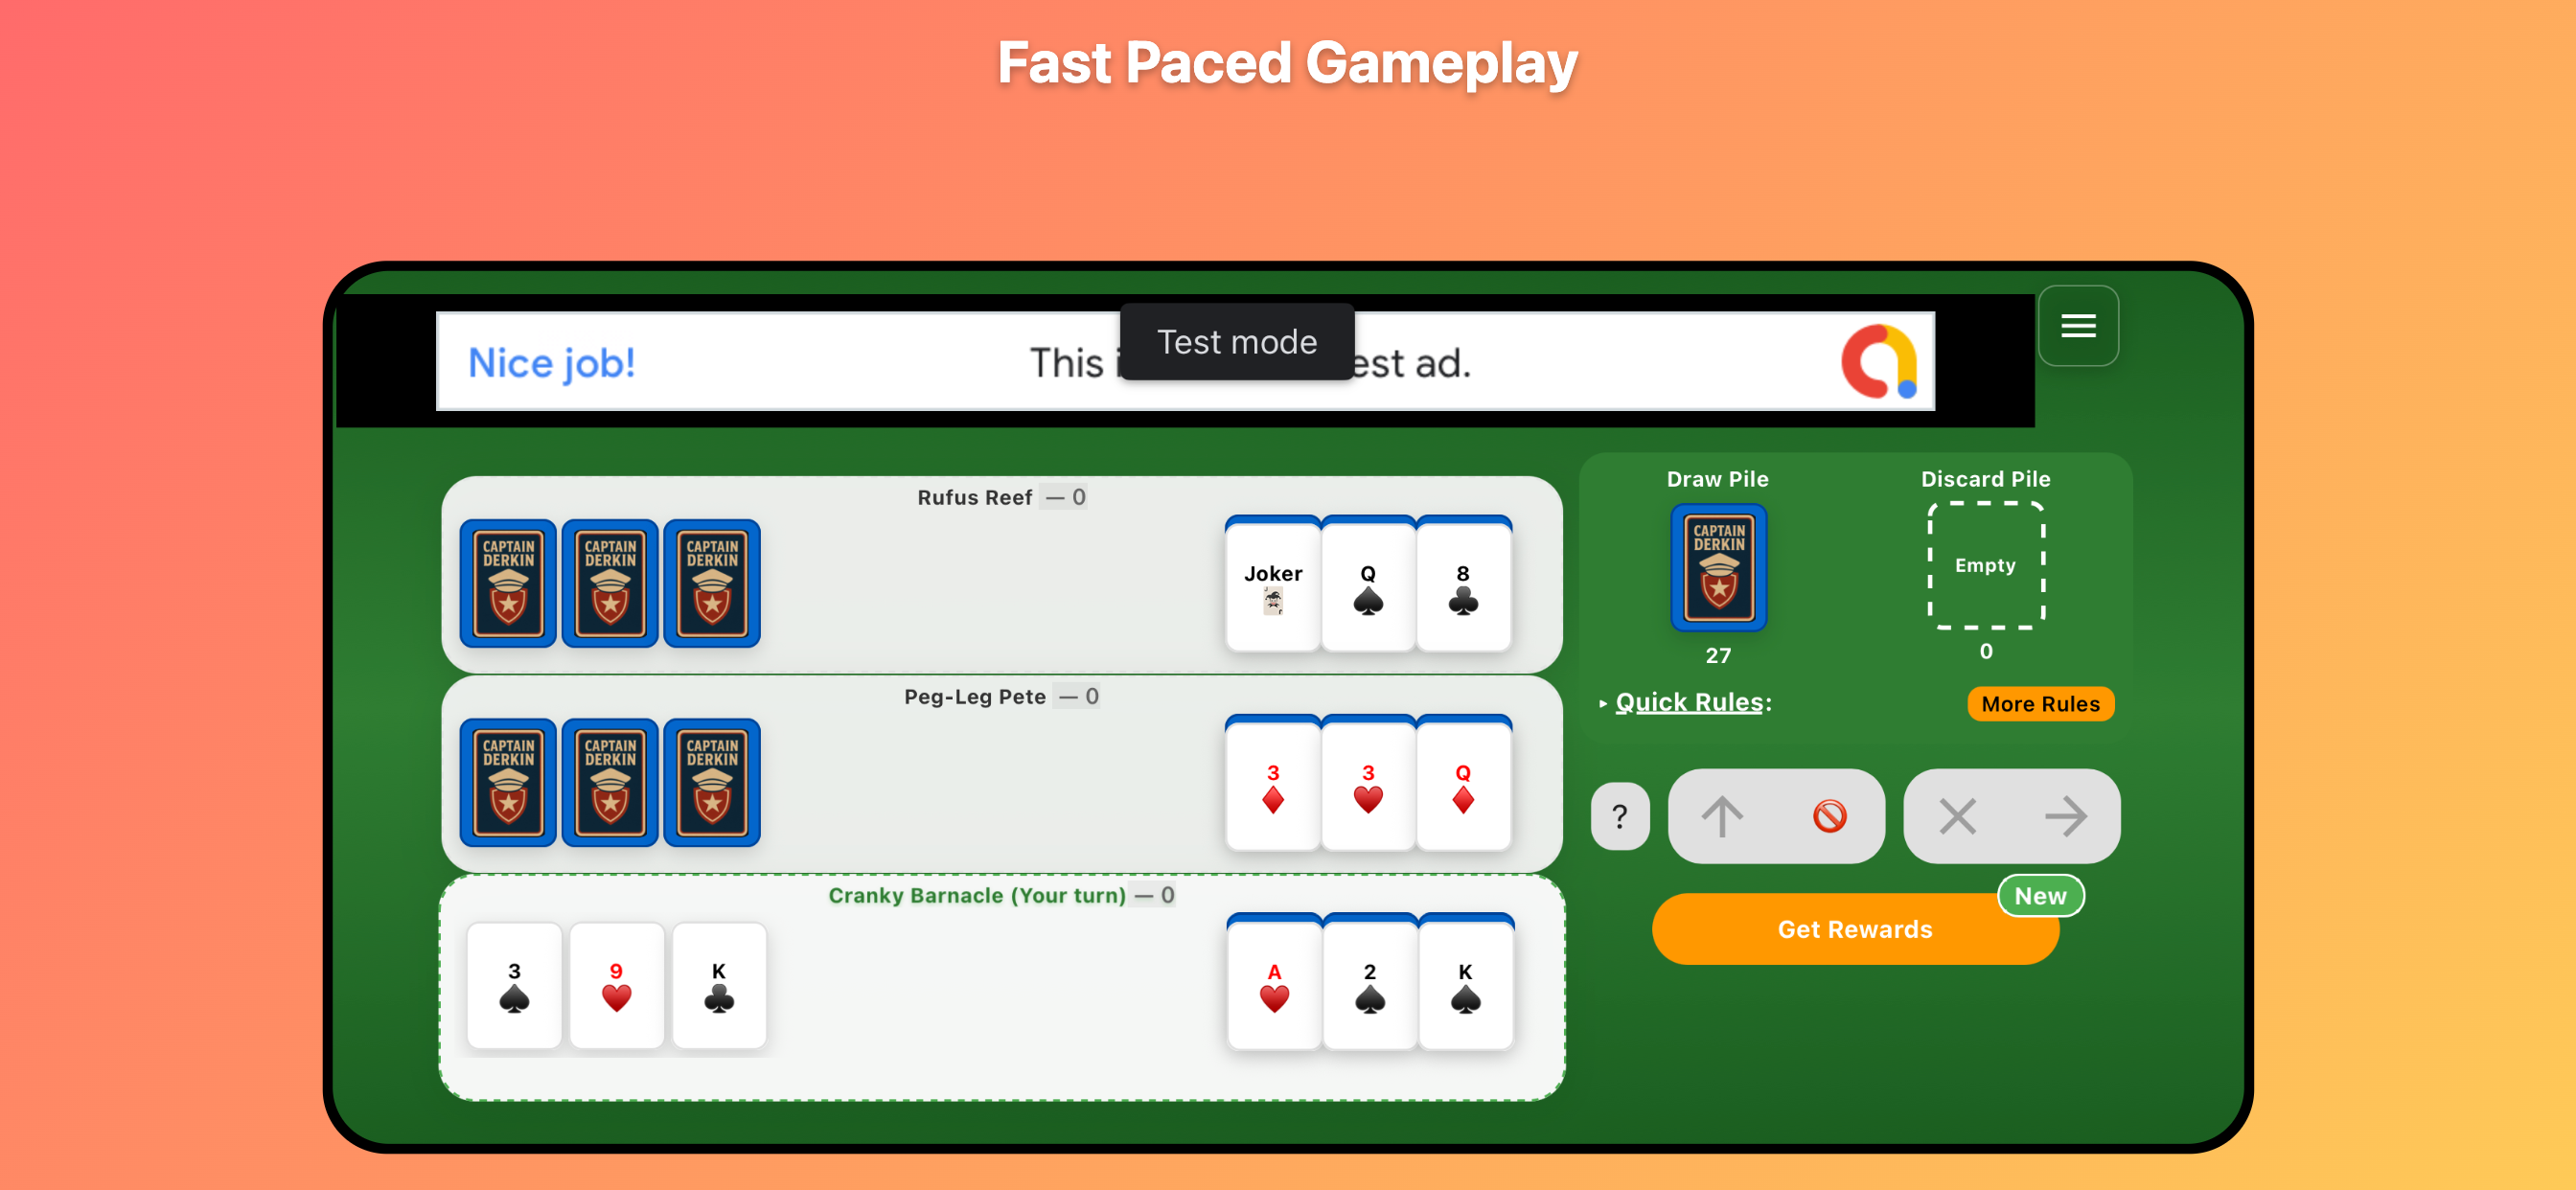 Fast Paced Gameplay
Nice job!
This
est ad.
Test mode
Rufus Reef — 0
CAPTAIN DERKIN
CAPTAIN DERKIN
CAPTAIN DERKIN
Joker
Q
8
Peg-Leg Pete — 0
CAPTAIN DERKIN
CAPTAIN DERKIN
CAPTAIN DERKIN
3
3
Q
Cranky Barnacle (Your turn) — 0
3
9
K
A
2
K
Draw Pile
CAPTAIN DERKIN
27
Discard Pile
Empty
0
Quick Rules:
More Rules
?
New
Get Rewards